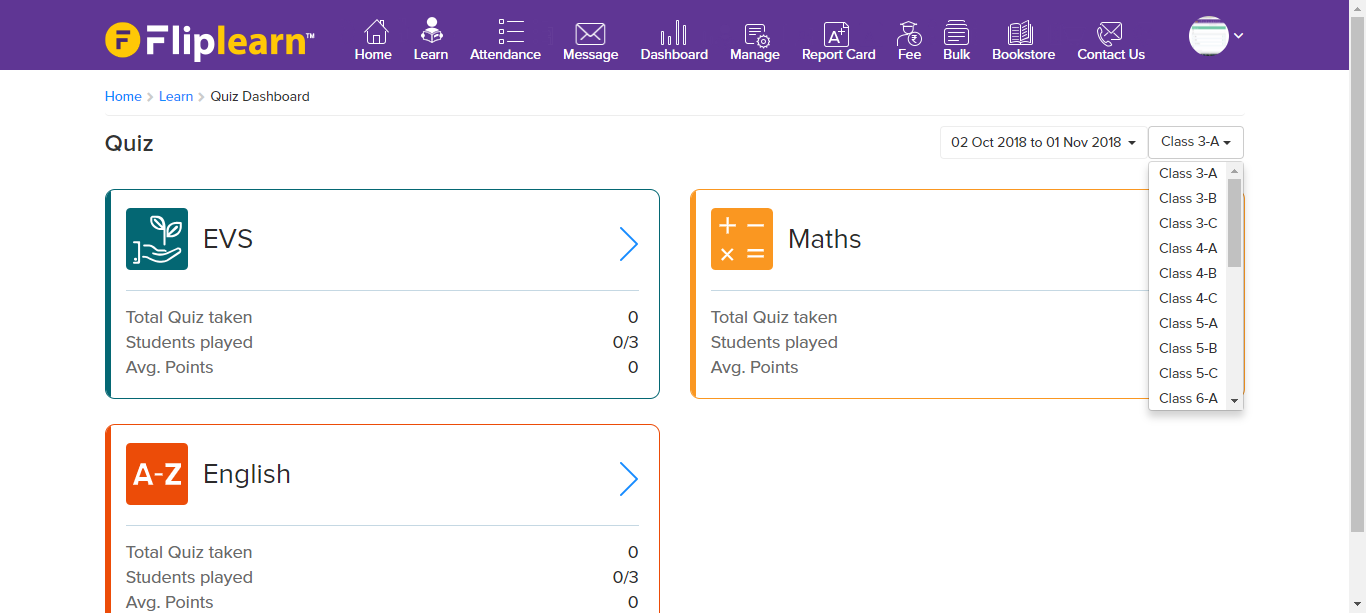 Fliplearn™
Home Learn Attendance Message Dashboard Manage Report Card Fee Bulk Bookstore Contact Us
Home > Learn > Quiz Dashboard
Quiz
02 Oct 2018 to 01 Nov 2018
Class 3-A
Class 3-A
Class 3-B
Class 3-C
Class 4-A
Class 4-B
Class 4-C
Class 5-A
Class 5-B
Class 5-C
Class 6-A
EVS
Total Quiz taken 0
Students played 0/3
Avg. Points 0
Maths
Total Quiz taken
Students played
Avg. Points
A-Z
English
Total Quiz taken 0
Students played 0/3
Avg. Points 0